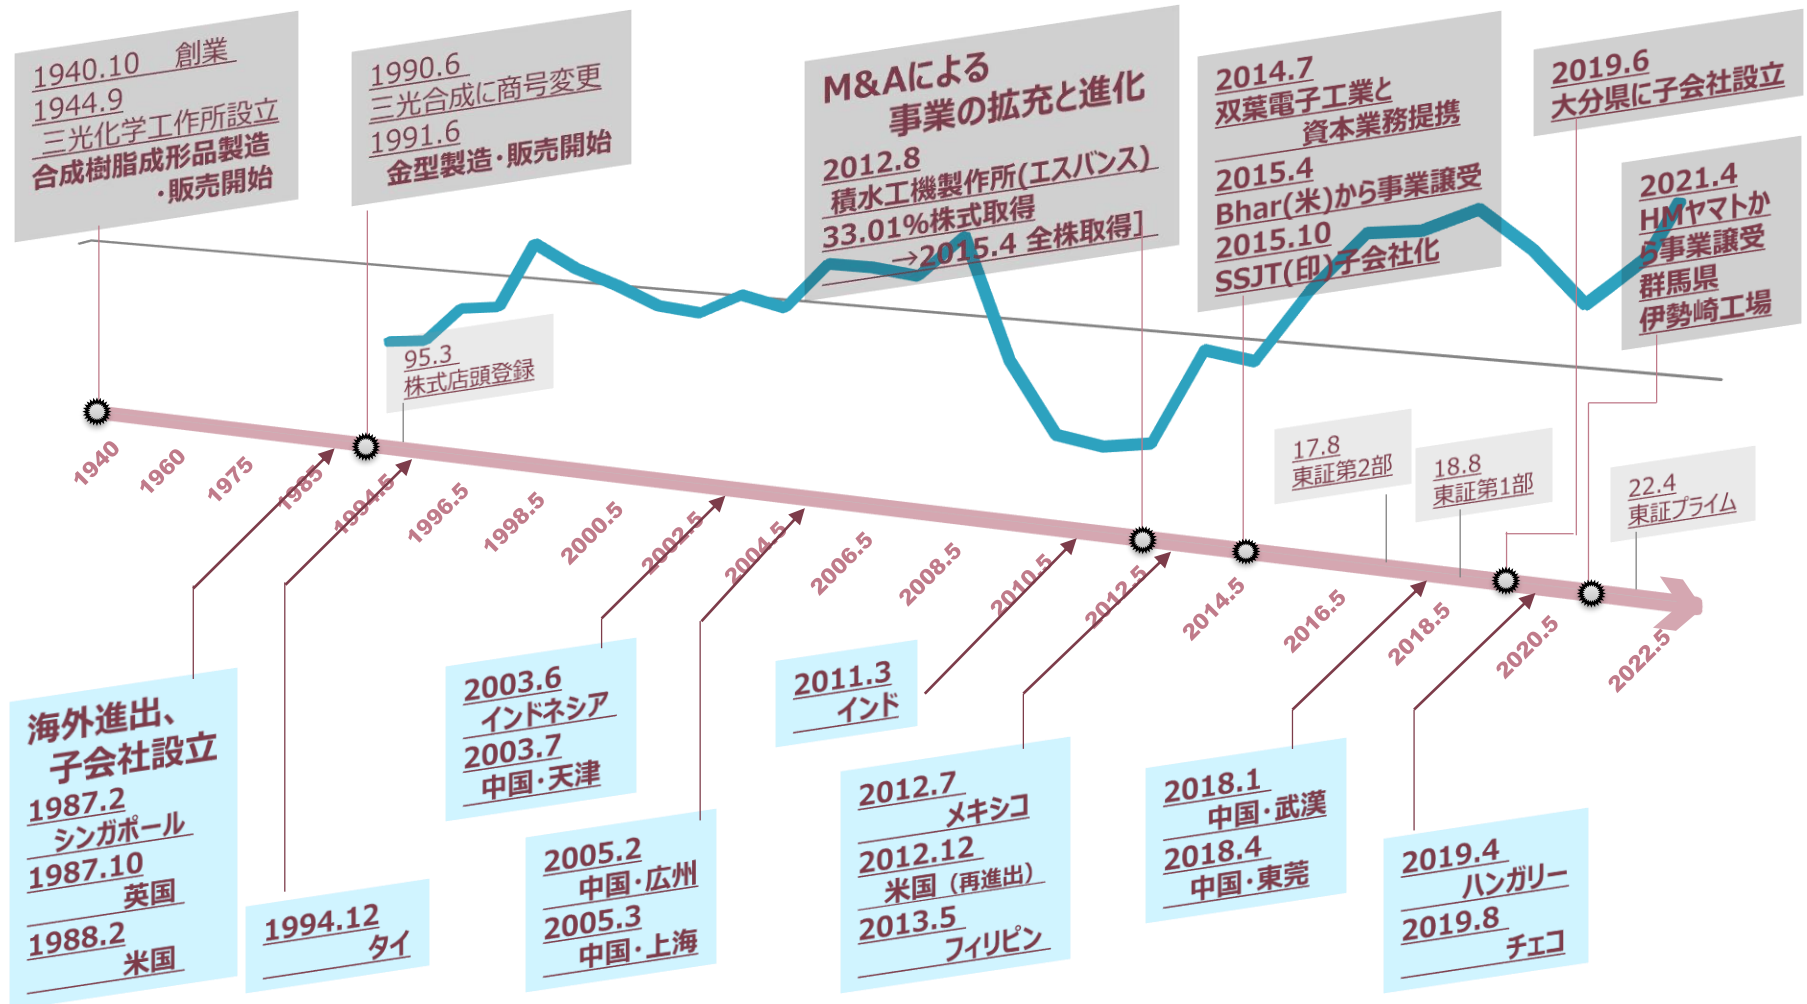 1940.10 創業
1944.9
三光化学工作所設立
合成樹脂成形品製造
・販売開始
1990.6
三光合成に商号変更
1991.6
金型製造・販売開始
M&Aによる
事業の拡充と進化
2012.8
積水工機製作所(エスバンス)
33.01%株式取得
→2015.4 全株取得]
2014.7
双葉電子工業と
資本業務提携
2015.4
Bhar(米)から事業譲受
2015.10
SSJT(印)子会社化
2019.6
大分県に子会社設立
2021.4
HMヤマトか
ら事業譲受
群馬県
伊勢崎工場
95.3
株式店頭登録
17.8
東証第2部
18.8
東証第1部
22.4
東証プライム
1940
1960
1975
1985
1994.5
1996.5
1998.5
2000.5
2002.5
2004.5
2006.5
2008.5
2010.5
2012.5
2014.5
2016.5
2018.5
2020.5
2022.5
海外進出、
子会社設立
1987.2
シンガポール
1987.10
英国
1988.2
米国
1994.12
タイ
2003.6
インドネシア
2003.7
中国・天津
2005.2
中国・広州
2005.3
中国・上海
2011.3
インド
2012.7
メキシコ
2012.12
米国（再進出）
2013.5
フィリピン
2018.1
中国・武漢
2018.4
中国・東莞
2019.4
ハンガリー
2019.8
チェコ